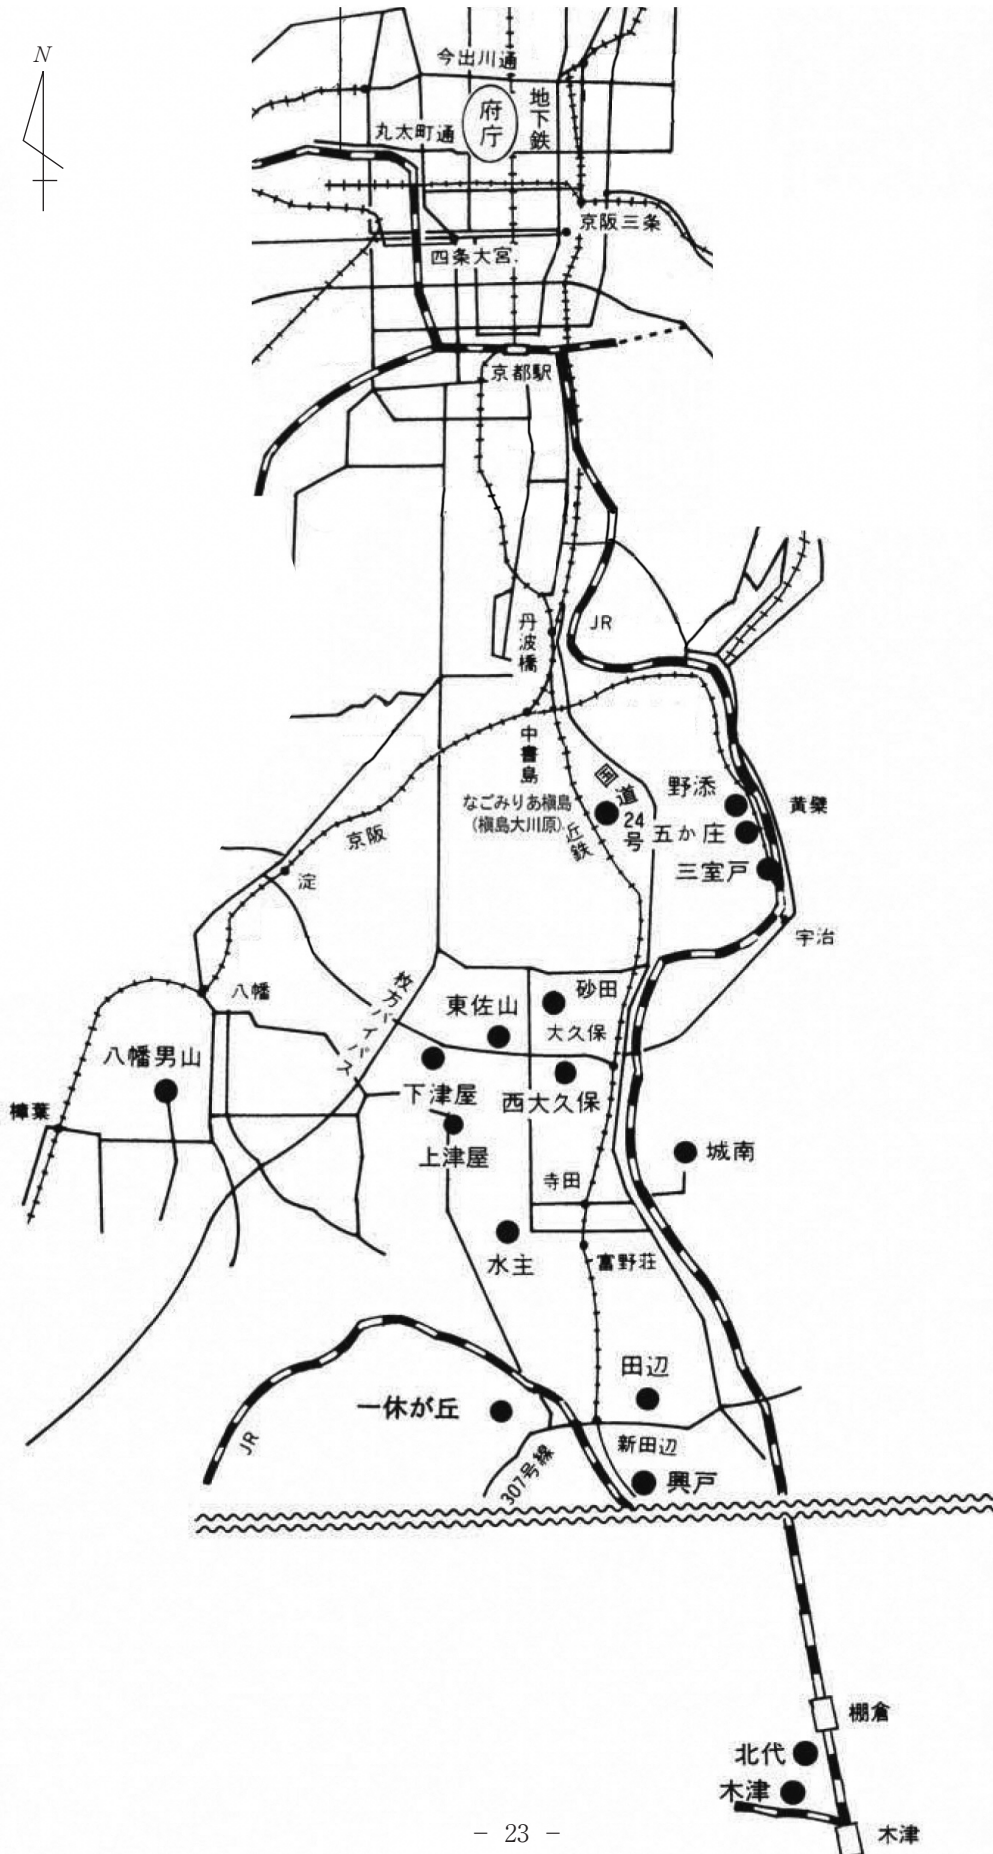 N
今出川通
府庁
地下鉄
丸太町通
京阪三条
四条大宮
京都駅
丹波橋
JR
中書島
国道24号
野添
黄檗
なごみりあ槇島
(槇島大川原)
近鉄
五か庄
京阪
三室戸
淀
宇治
枚方バイパス
八幡
砂田
東佐山
大久保
八幡男山
下津屋
西大久保
樟葉
上津屋
城南
寺田
水主
富野荘
田辺
一休が丘
JR
新田辺
307号線
興戸
棚倉
北代
木津
木津
- 23 -